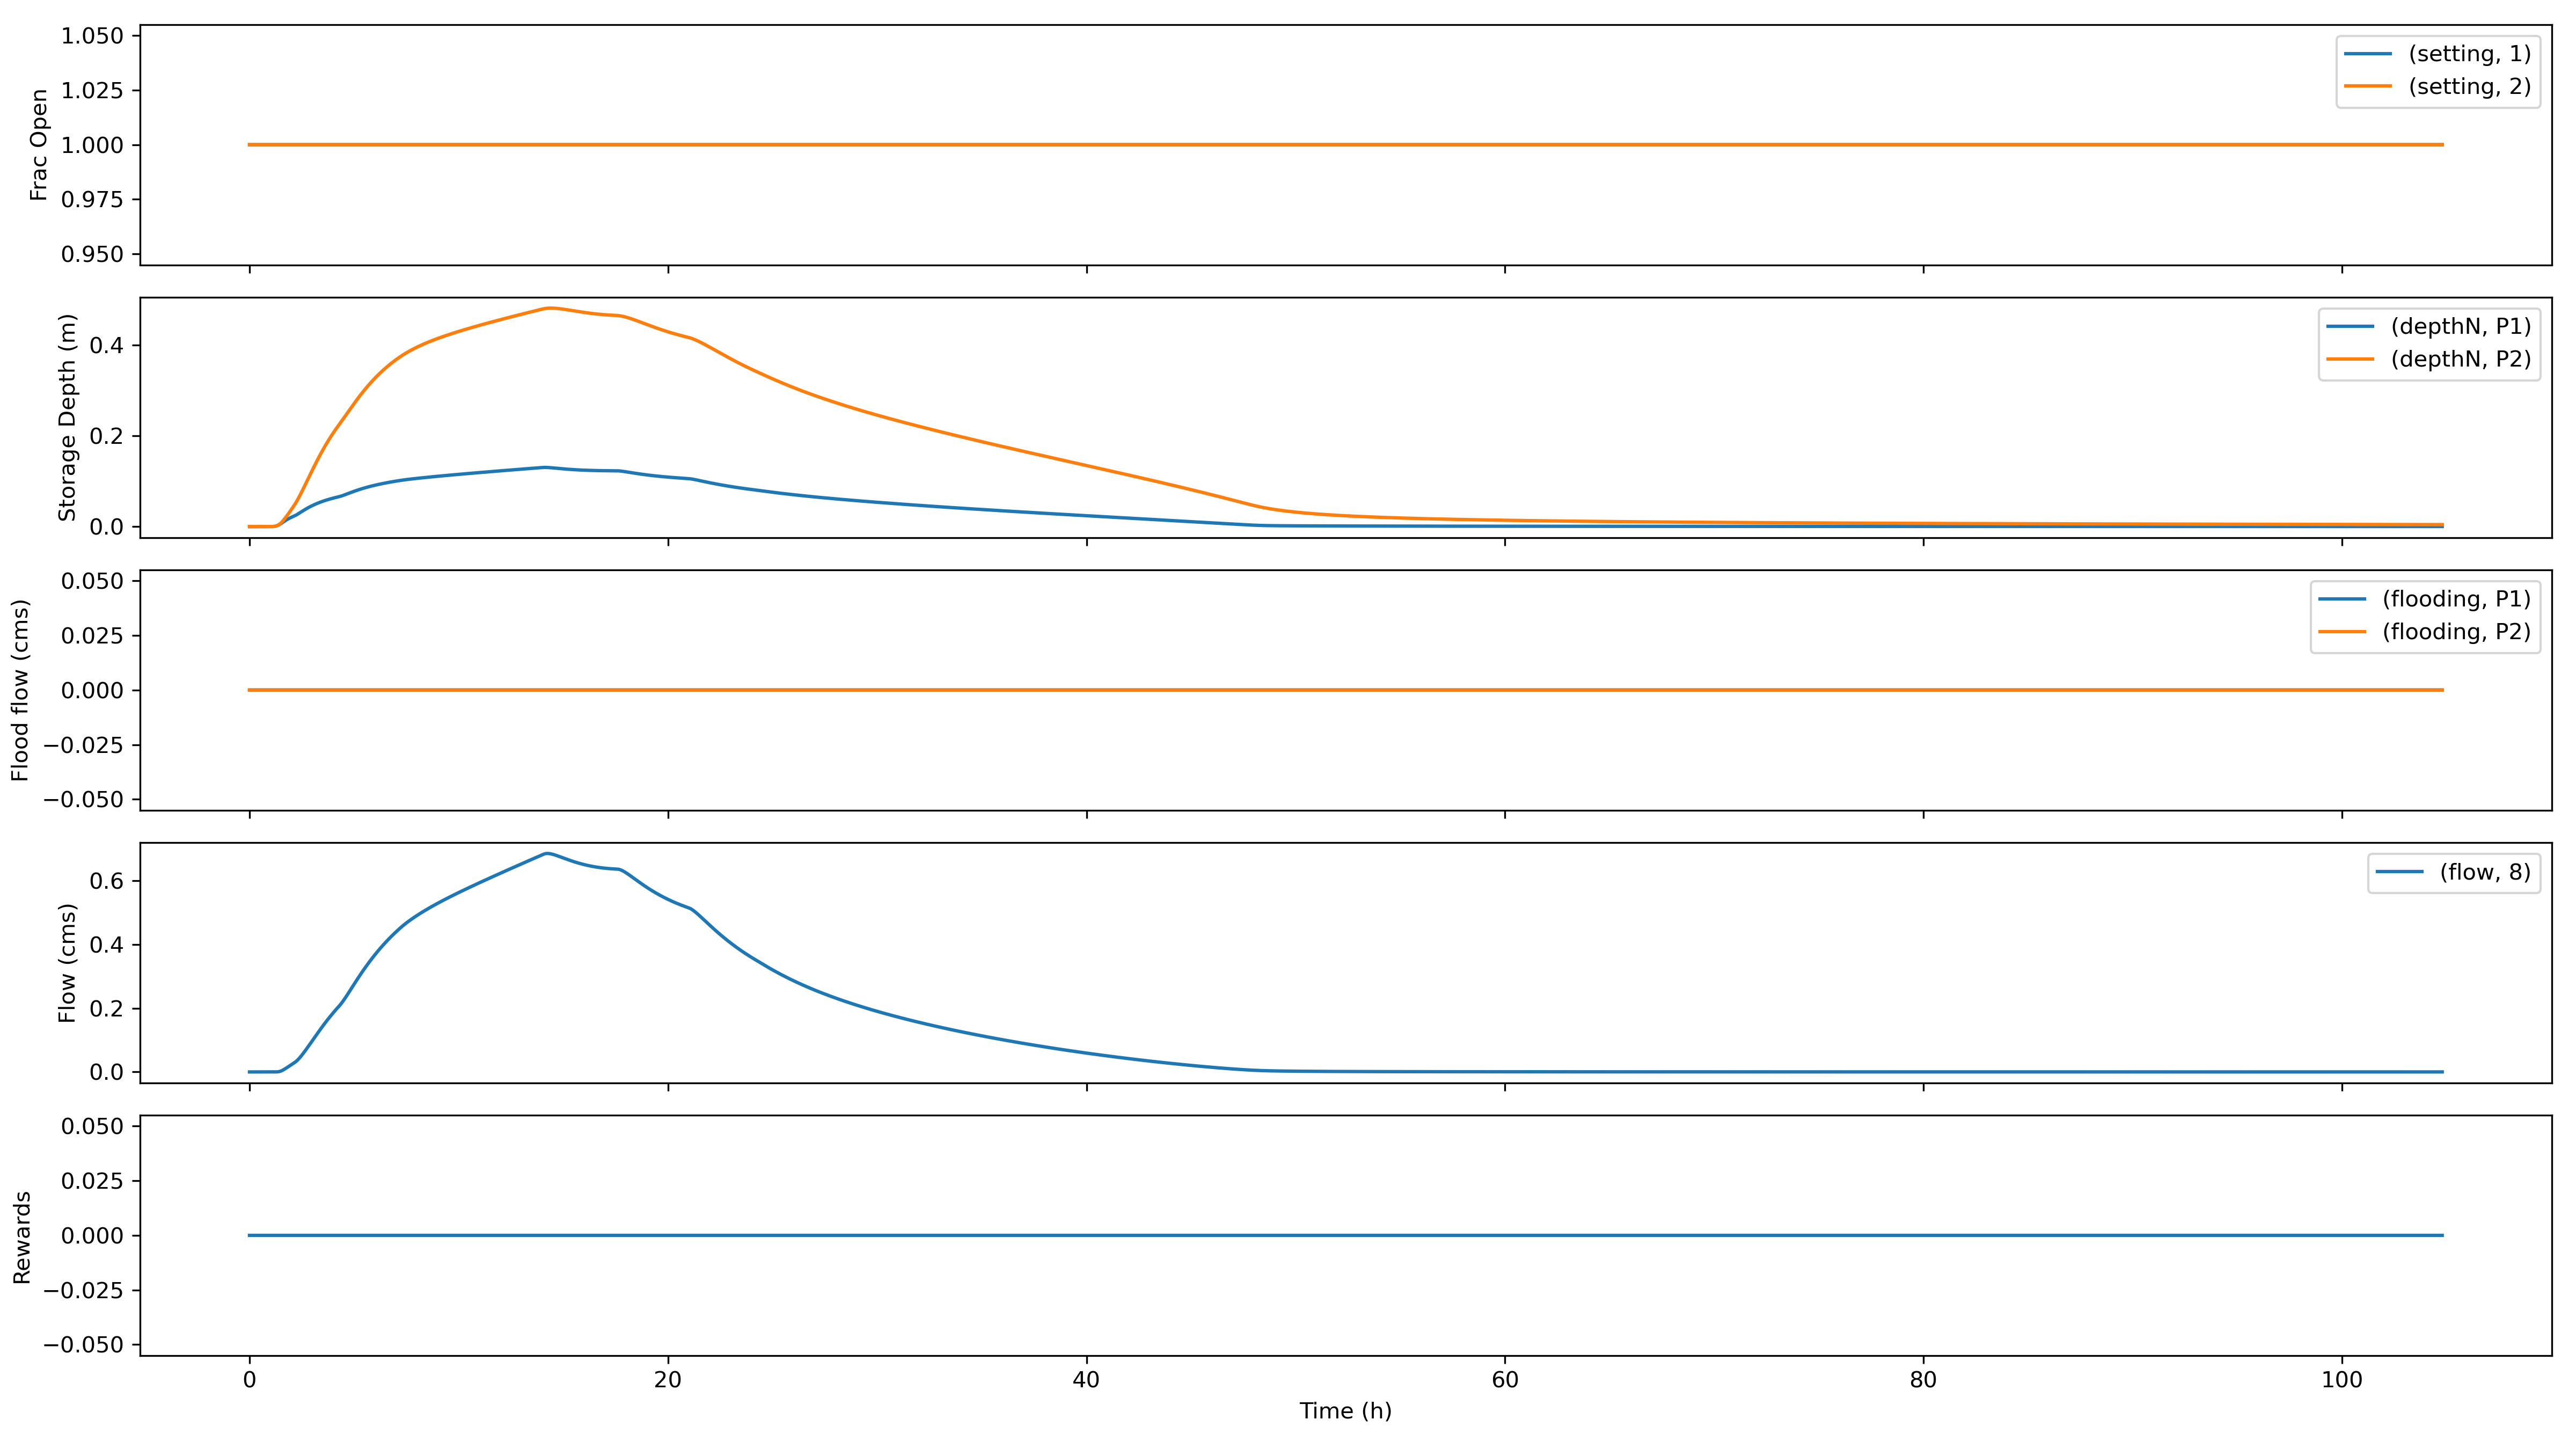 1.050
1.025
1.000
0.975
0.950
Frac Open
(setting, 1)
(setting, 2)
0.4
0.2
0.0
Storage Depth (m)
(depthN, P1)
(depthN, P2)
0.050
0.025
0.000
−0.025
−0.050
Flood flow (cms)
(flooding, P1)
(flooding, P2)
0.6
0.4
0.2
0.0
Flow (cms)
(flow, 8)
0.050
0.025
0.000
−0.025
−0.050
Rewards
0 20 40 60 80 100
Time (h)